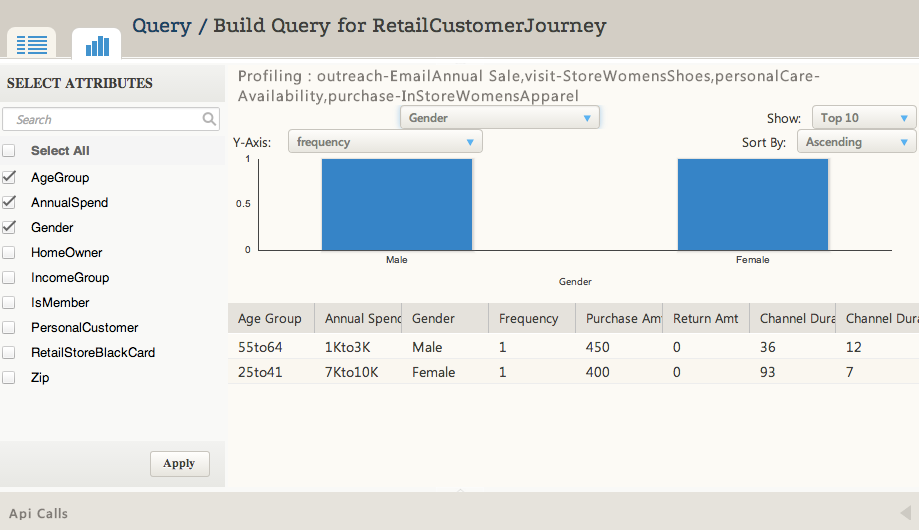 Query / Build Query for RetailCustomerJourney
SELECT ATTRIBUTES
Search
Select All
AgeGroup
AnnualSpend
Gender
HomeOwner
IncomeGroup
IsMember
PersonalCustomer
RetailStoreBlackCard
Zip
Apply
Profiling : outreach-EmailAnnual Sale,visit-StoreWomensShoes,personalCare-
Availability,purchase-InStoreWomensApparel
Gender
Show: Top 10
Y-Axis: frequency
Sort By: Ascending
1
0.5
0
Male Female
Gender
Age Group Annual Spend Gender Frequency Purchase Amt Return Amt Channel Dura Channel Dura
55to64 1Kto3K Male 1 450 0 36 12
25to41 7Kto10K Female 1 400 0 93 7
Api Calls